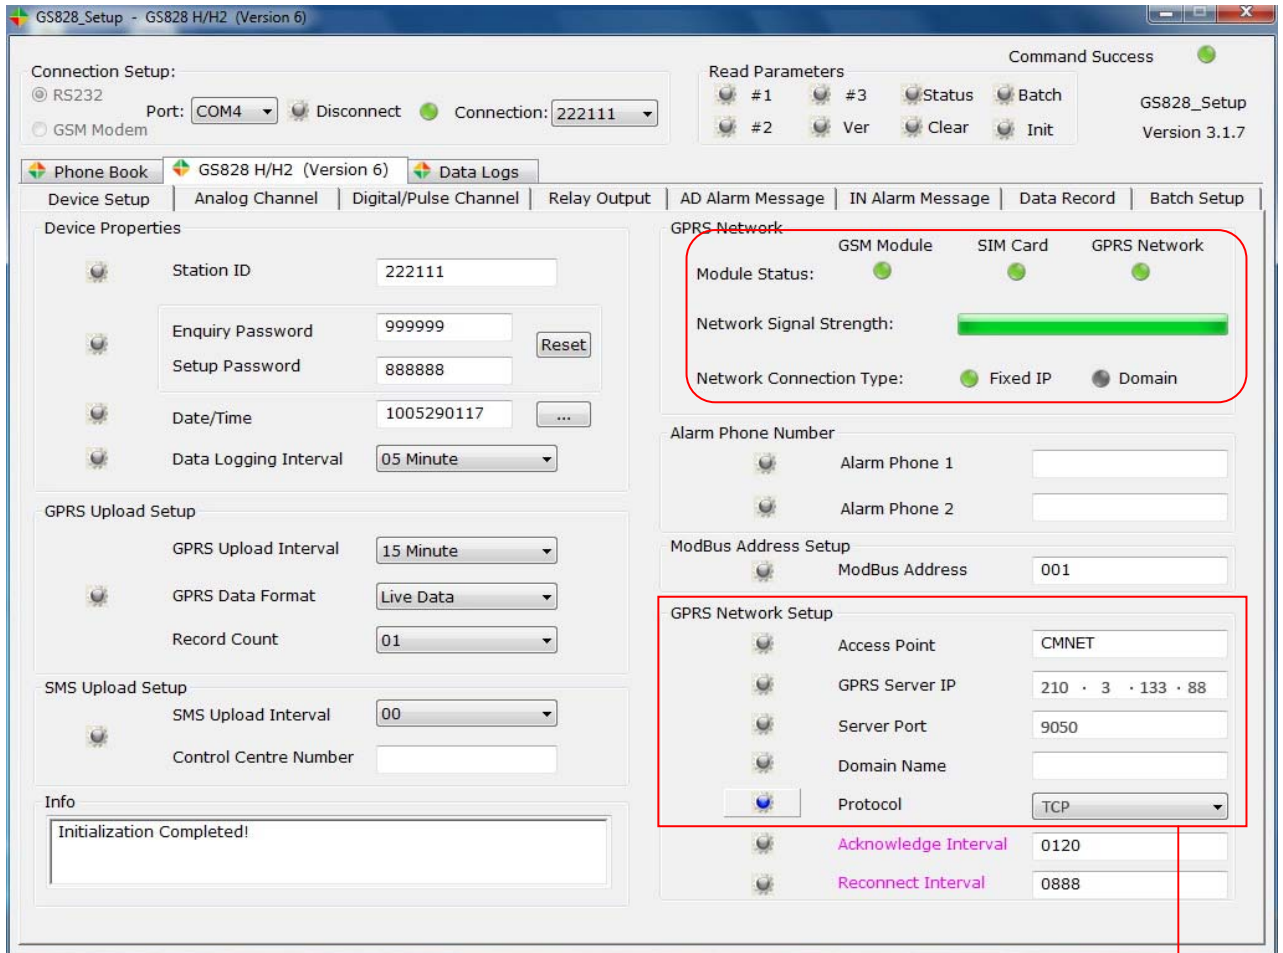 GS828_Setup - GS828 H/H2 (Version 6)
Command Success
Connection Setup:
RS232
GSM Modem
Port: COM4
Disconnect
Connection: 222111
Read Parameters
#1 #3 Status Batch
#2 Ver Clear Init
GS828_Setup
Version 3.1.7
Phone Book GS828 H/H2 (Version 6) Data Logs
Device Setup Analog Channel Digital/Pulse Channel Relay Output AD Alarm Message IN Alarm Message Data Record Batch Setup
Device Properties
Station ID 222111
Enquiry Password 999999
Setup Password 888888
Reset
Date/Time 1005290117 ...
Data Logging Interval 05 Minute
GPRS Upload Setup
GPRS Upload Interval 15 Minute
GPRS Data Format Live Data
Record Count 01
SMS Upload Setup
SMS Upload Interval 00
Control Centre Number
Info
Initialization Completed!
GPRS Network
GSM Module SIM Card GPRS Network
Module Status:
Network Signal Strength:
Network Connection Type: Fixed IP Domain
Alarm Phone Number
Alarm Phone 1
Alarm Phone 2
ModBus Address Setup
ModBus Address 001
GPRS Network Setup
Access Point CMNET
GPRS Server IP 210 . 3 . 133 . 88
Server Port 9050
Domain Name
Protocol TCP
Acknowledge Interval 0120
Reconnect Interval 0888